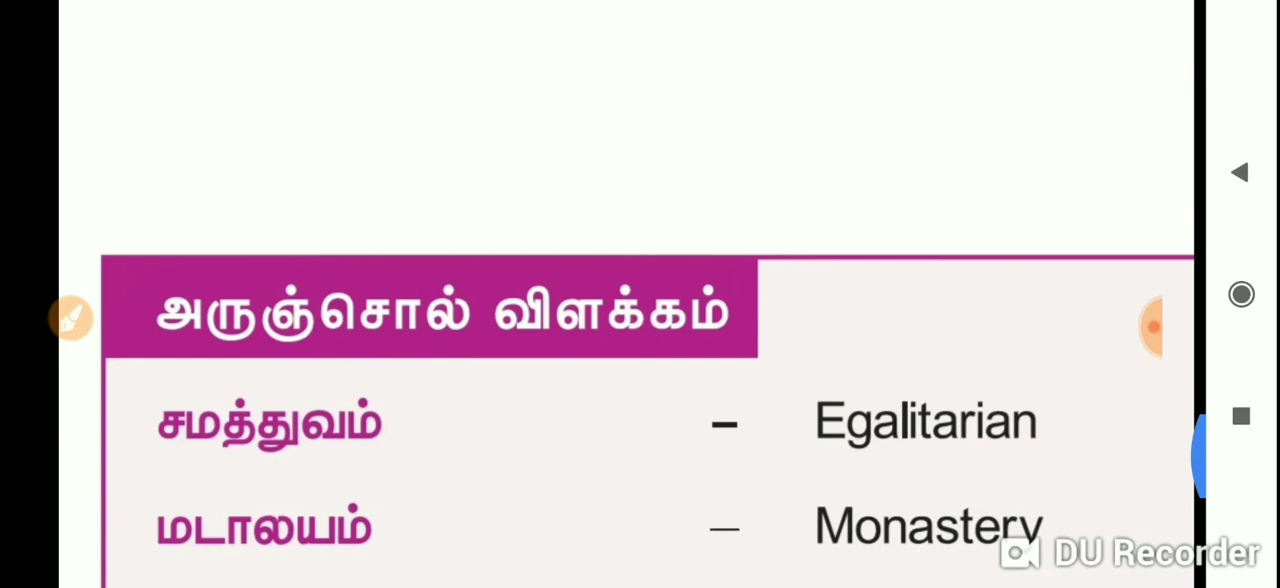 அருஞ்சொல் விளக்கம்
சமத்துவம் – Egalitarian
மடாலயம் – Monastery
DU Recorder